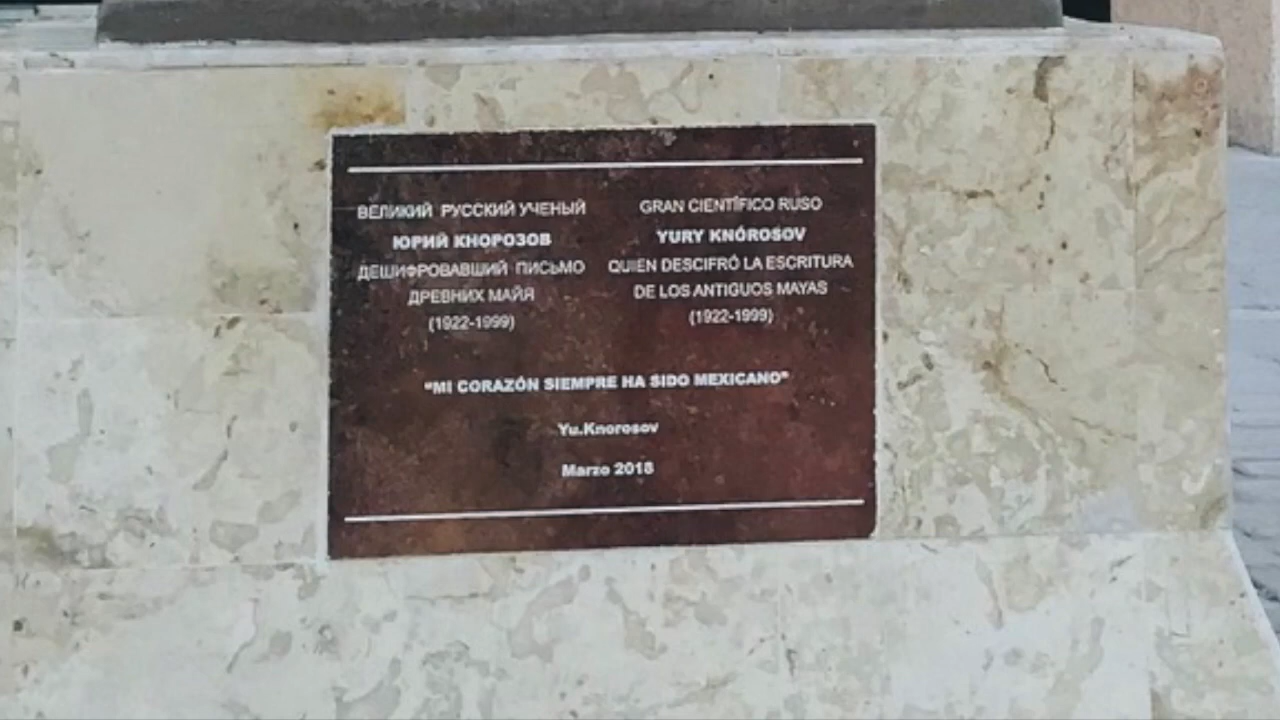 ВЕЛИКИЙ РУССКИЙ УЧЕНЫЙ
ЮРИЙ КНОРОЗОВ
ДЕШИФРОВАВШИЙ ПИСЬМО
ДРЕВНИХ МАЙЯ
(1922-1999)
GRAN CIENTÍFICO RUSO
YURY KNÓROSOV
QUIEN DESCIFRÓ LA ESCRITURA
DE LOS ANTIGUOS MAYAS
(1922-1999)
"MI CORAZÓN SIEMPRE HA SIDO MEXICANO"
Yu.Knorosov
Marzo 2018